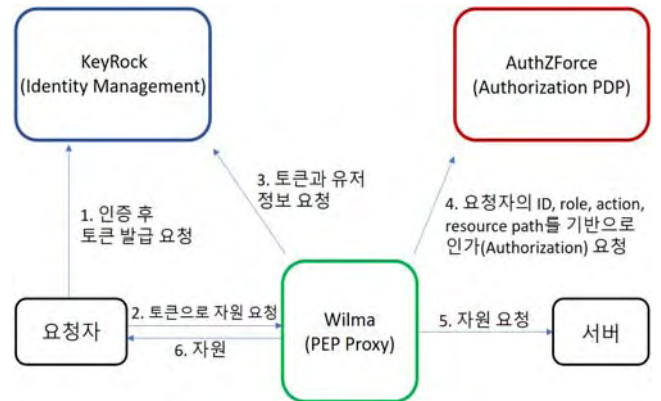 KeyRock
(Identity Management)
AuthZForce
(Authorization PDP)
1. 인증 후
토큰 발급 요청
3. 토큰과 유저
정보 요청
4. 요청자의 ID, role, action,
resource path를 기반으로
인가(Authorization) 요청
요청자
2. 토큰으로 자원 요청
6. 자원
Wilma
(PEP Proxy)
5. 자원 요청
서버